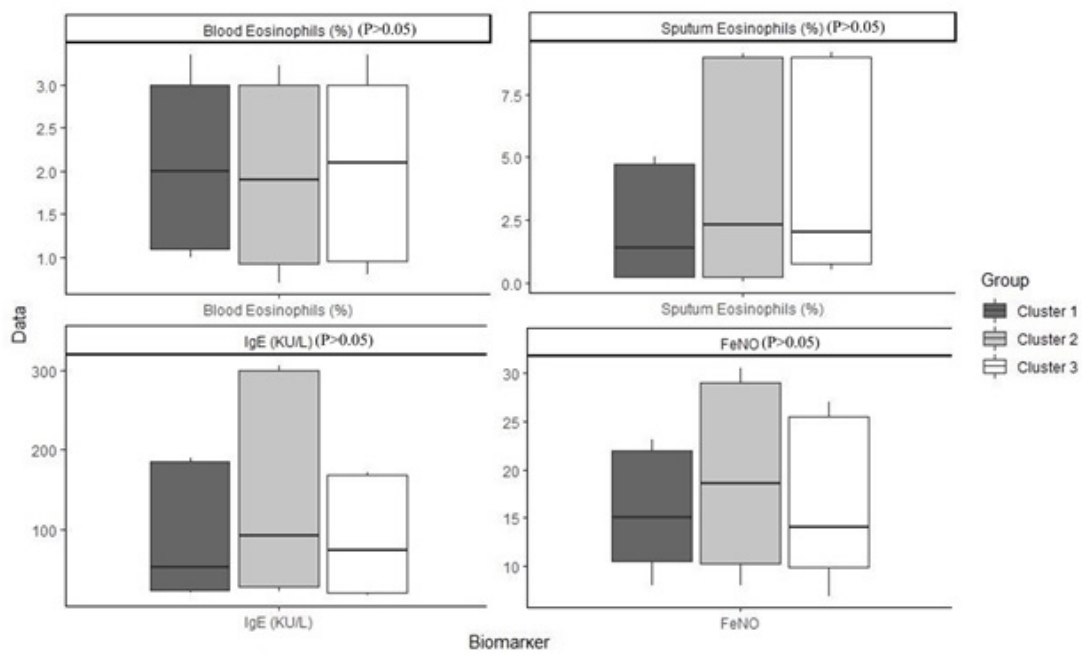 Blood Eosinophils (%) (P>0.05)
3.0
2.5
2.0
1.5
1.0
Blood Eosinophils (%)
Sputum Eosinophils (%) (P>0.05)
7.5
5.0
2.5
0.0
Sputum Eosinophils (%)
Data
IgE (KU/L) (P>0.05)
300
200
100
IgE (KU/L)
FeNO (P>0.05)
30
25
20
15
10
FeNO
Biomarker
Group
Cluster 1
Cluster 2
Cluster 3